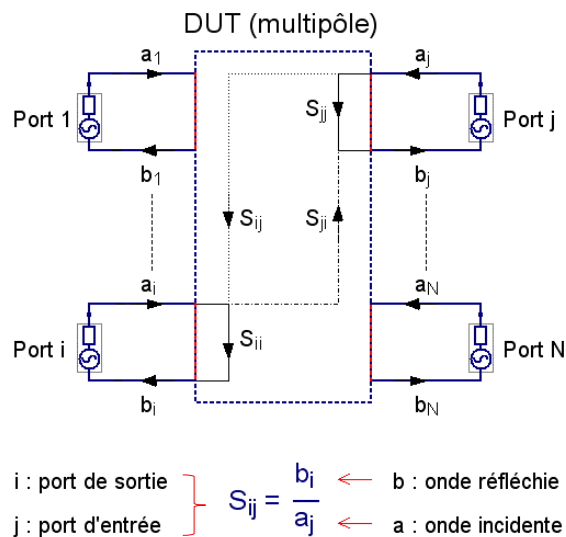 DUT (multipôle)
a1
aj
Port 1
Sjj
Port j
b1
bj
Sij
Sji
ai
aN
Port i
Sii
Port N
bi
bN
i : port de sortie
j : port d'entrée
Sij = bi / aj
b : onde réfléchie
a : onde incidente